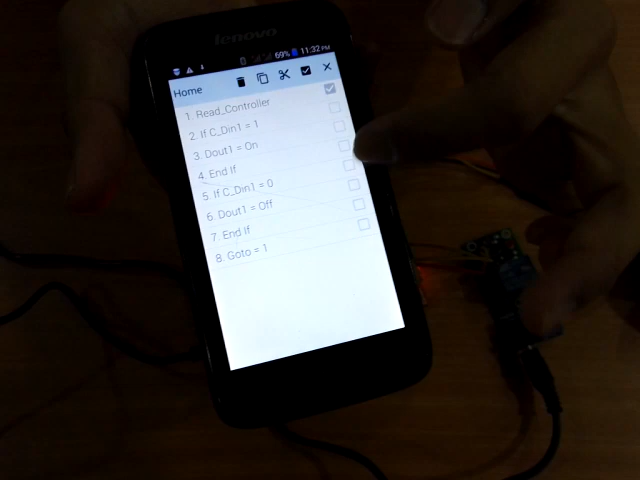 lenovo
69% 11:32 PM
Home
1. Read_Controller
2. If C_Din1 = 1
3. Dout1 = On
4. End If
5. If C_Din1 = 0
6. Dout1 = Off
7. End If
8. Goto = 1